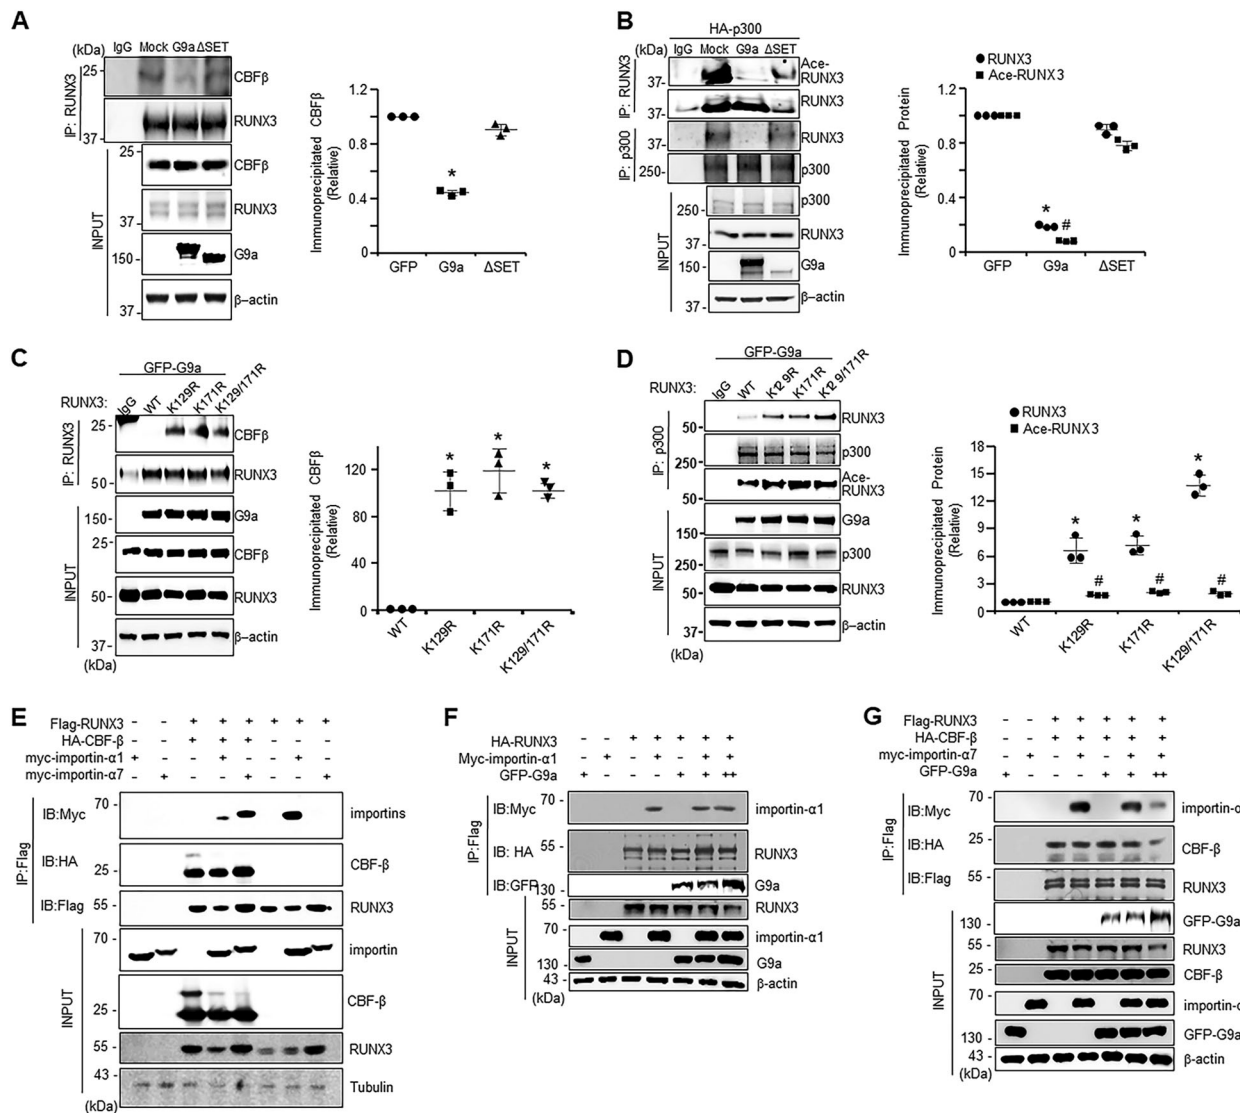 A
(kDa) IgG Mock G9a ΔSET
IP: RUNX3
25
CBFβ
37
RUNX3
INPUT
25
CBFβ
37
RUNX3
150
G9a
37
β–actin
Immunoprecipitated CBFβ
(Relative)
1.2
0.8
0.4
0
*
GFP G9a ΔSET
B
HA-p300
(kDa) IgG Mock G9a ΔSET
IP: RUNX3
37
Ace-
RUNX3
37
RUNX3
IP: p300
RUNX3
250
p300
INPUT
250
p300
RUNX3
150
G9a
37
β–actin
RUNX3
Ace-RUNX3
Immunoprecipitated Protein
(Relative)
1.2
0.8
0.4
0
* #
GFP G9a ΔSET
C
GFP-G9a
RUNX3: IgG WT K129R K171R K129/171R
IP: RUNX3
25
CBFβ
50
RUNX3
INPUT
150
G9a
25
CBFβ
50
RUNX3
37
β–actin
(kDa)
Immunoprecipitated CBFβ
(Relative)
120
80
40
0
* * *
WT K129R K171R K129/171R
D
GFP-G9a
RUNX3: IgG WT K129R K171R K129/171R
IP: p300
50
RUNX3
250
p300
50
Ace-
RUNX3
INPUT
150
G9a
250
p300
50
RUNX3
37
β–actin
(kDa)
RUNX3
Ace-RUNX3
Immunoprecipitated Protein
(Relative)
18
15
12
9
6
3
0
* * *
# # #
WT K129R K171R K129/171R
E
Flag-RUNX3 – – + + + + + +
HA-CBF-β – – + + + – – –
myc-importin-α1 + – – + – – + –
myc-importin-α7 – + – – + – – +
IP:Flag
70
IB:Myc
importins
IB:HA
25
CBF-β
IB:Flag 55
RUNX3
INPUT
70
importin
25
CBF-β
55
RUNX3
43
Tubulin
(kDa)
F
HA-RUNX3 – – + + + + +
Myc-importin-α1 – + – + – + +
GFP-G9a + – – – + + ++
IP:Flag
70
IB:Myc
importin-α1
55
IB: HA
RUNX3
IB:GFP 130
G9a
INPUT
55
RUNX3
70
importin-α1
130
G9a
43
β-actin
(kDa)
G
Flag-RUNX3 – – + + + + +
HA-CBF-β – – + + + + +
myc-importin-α7 – + – + – + +
GFP-G9a + – – – + + ++
IP:Flag
70
IB:Myc
importin-α
IB:HA 25
CBF-β
IB:Flag 55
RUNX3
INPUT
130
GFP-G9a
55
RUNX3
25
CBF-β
70
importin-α
130
GFP-G9a
43
β-actin
(kDa)